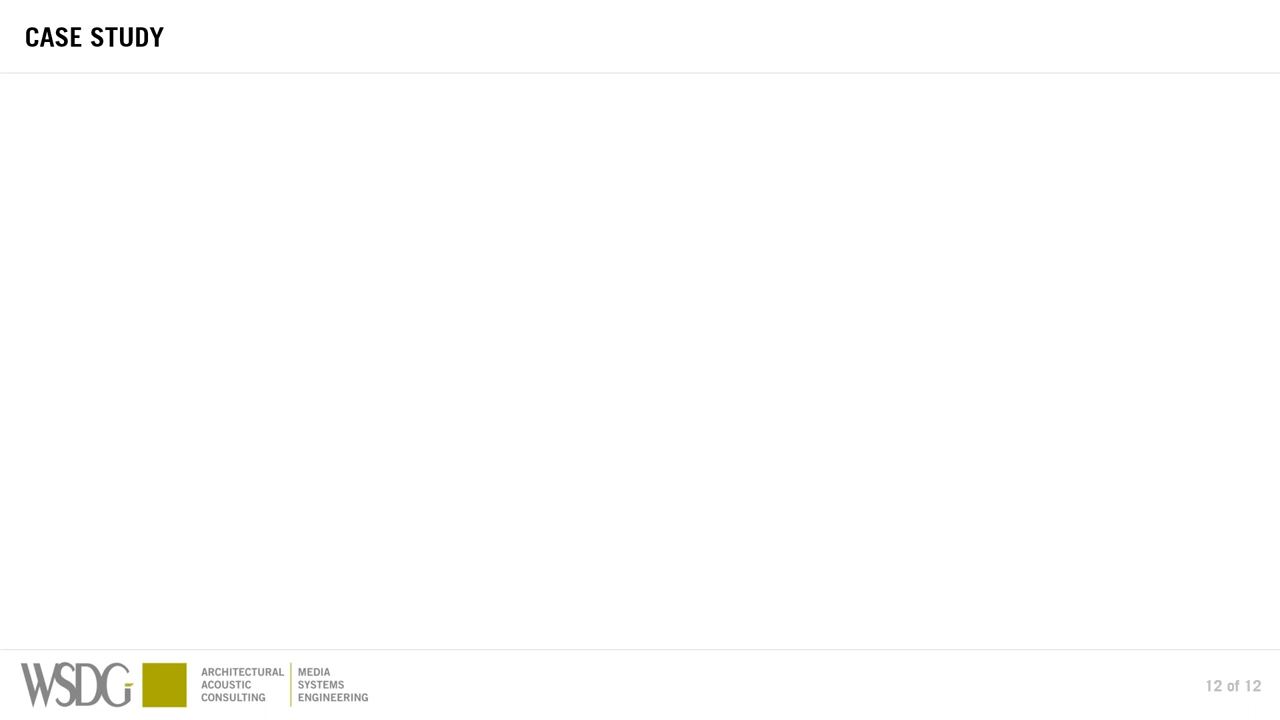 CASE STUDY
WSDG
ARCHITECTURAL
ACOUSTIC
CONSULTING
MEDIA
SYSTEMS
ENGINEERING
12 of 12